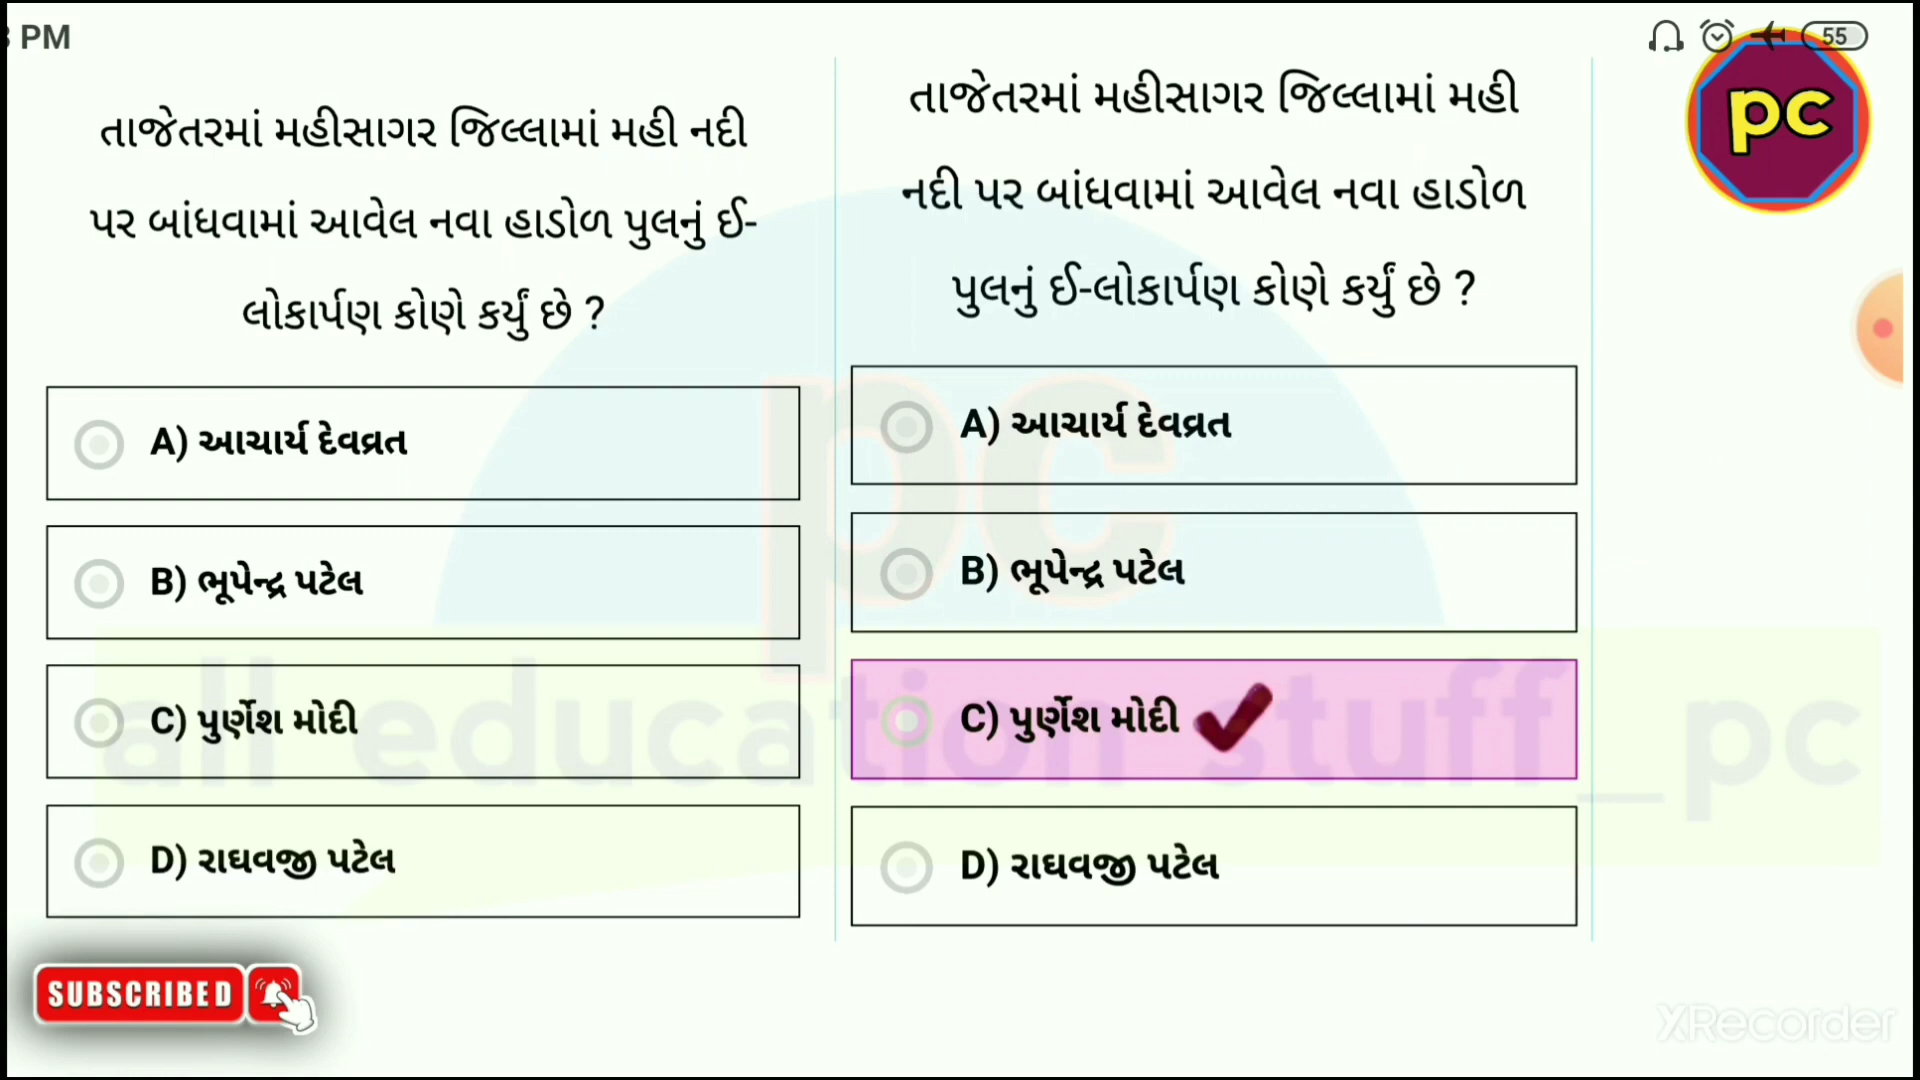 PM
55
pc
તાજેતરમાં મહીસાગર જિલ્લામાં મહી નદી
પર બાંધવામાં આવેલ નવા હાડોળ પુલનું ઈ-
લોકાર્પણ કોણે કર્યું છે ?
A) આચાર્ય દેવવ્રત
B) ભૂપેન્દ્ર પટેલ
C) પુર્ણેશ મોદી
D) રાઘવજી પટેલ
તાજેતરમાં મહીસાગર જિલ્લામાં મહી
નદી પર બાંધવામાં આવેલ નવા હાડોળ
પુલનું ઈ-લોકાર્પણ કોણે કર્યું છે ?
A) આચાર્ય દેવવ્રત
B) ભૂપેન્દ્ર પટેલ
C) પુર્ણેશ મોદી
D) રાઘવજી પટેલ
pc
all education stuff_pc
SUBSCRIBED
XRecorder